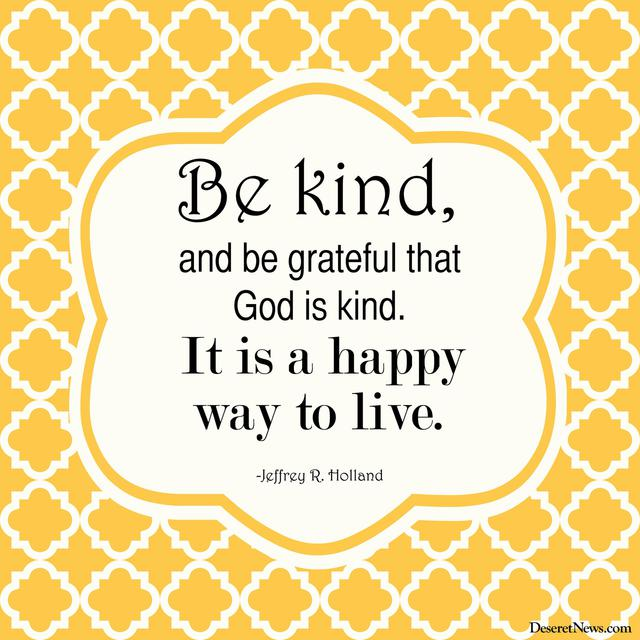 Be kind,
and be grateful that
God is kind.
It is a happy
way to live.
-Jeffrey R. Holland
DeseretNews.com